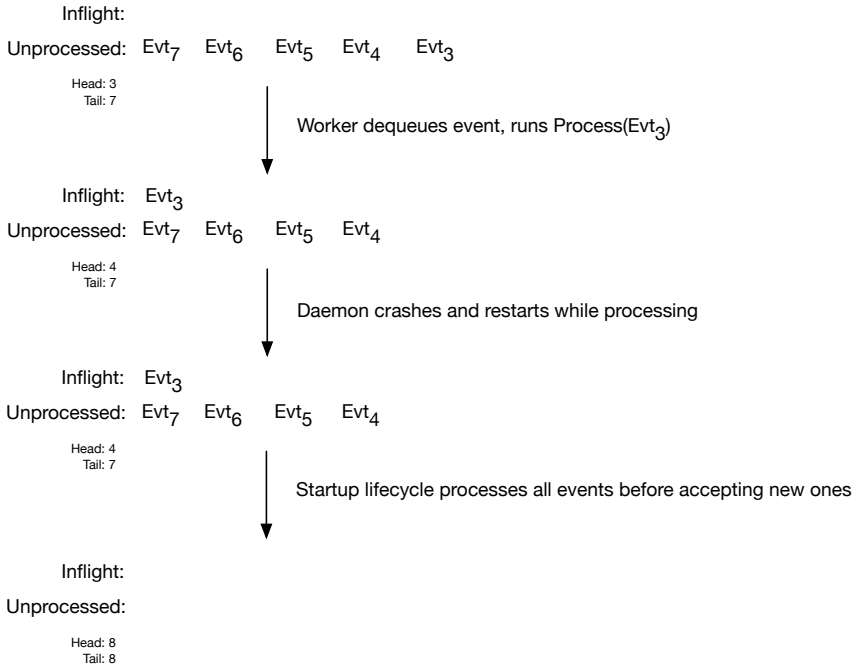 Inflight:
Unprocessed: Evt7 Evt6 Evt5 Evt4 Evt3
Head: 3
Tail: 7
Worker dequeues event, runs Process(Evt3)
Inflight: Evt3
Unprocessed: Evt7 Evt6 Evt5 Evt4
Head: 4
Tail: 7
Daemon crashes and restarts while processing
Inflight: Evt3
Unprocessed: Evt7 Evt6 Evt5 Evt4
Head: 4
Tail: 7
Startup lifecycle processes all events before accepting new ones
Inflight:
Unprocessed:
Head: 8
Tail: 8